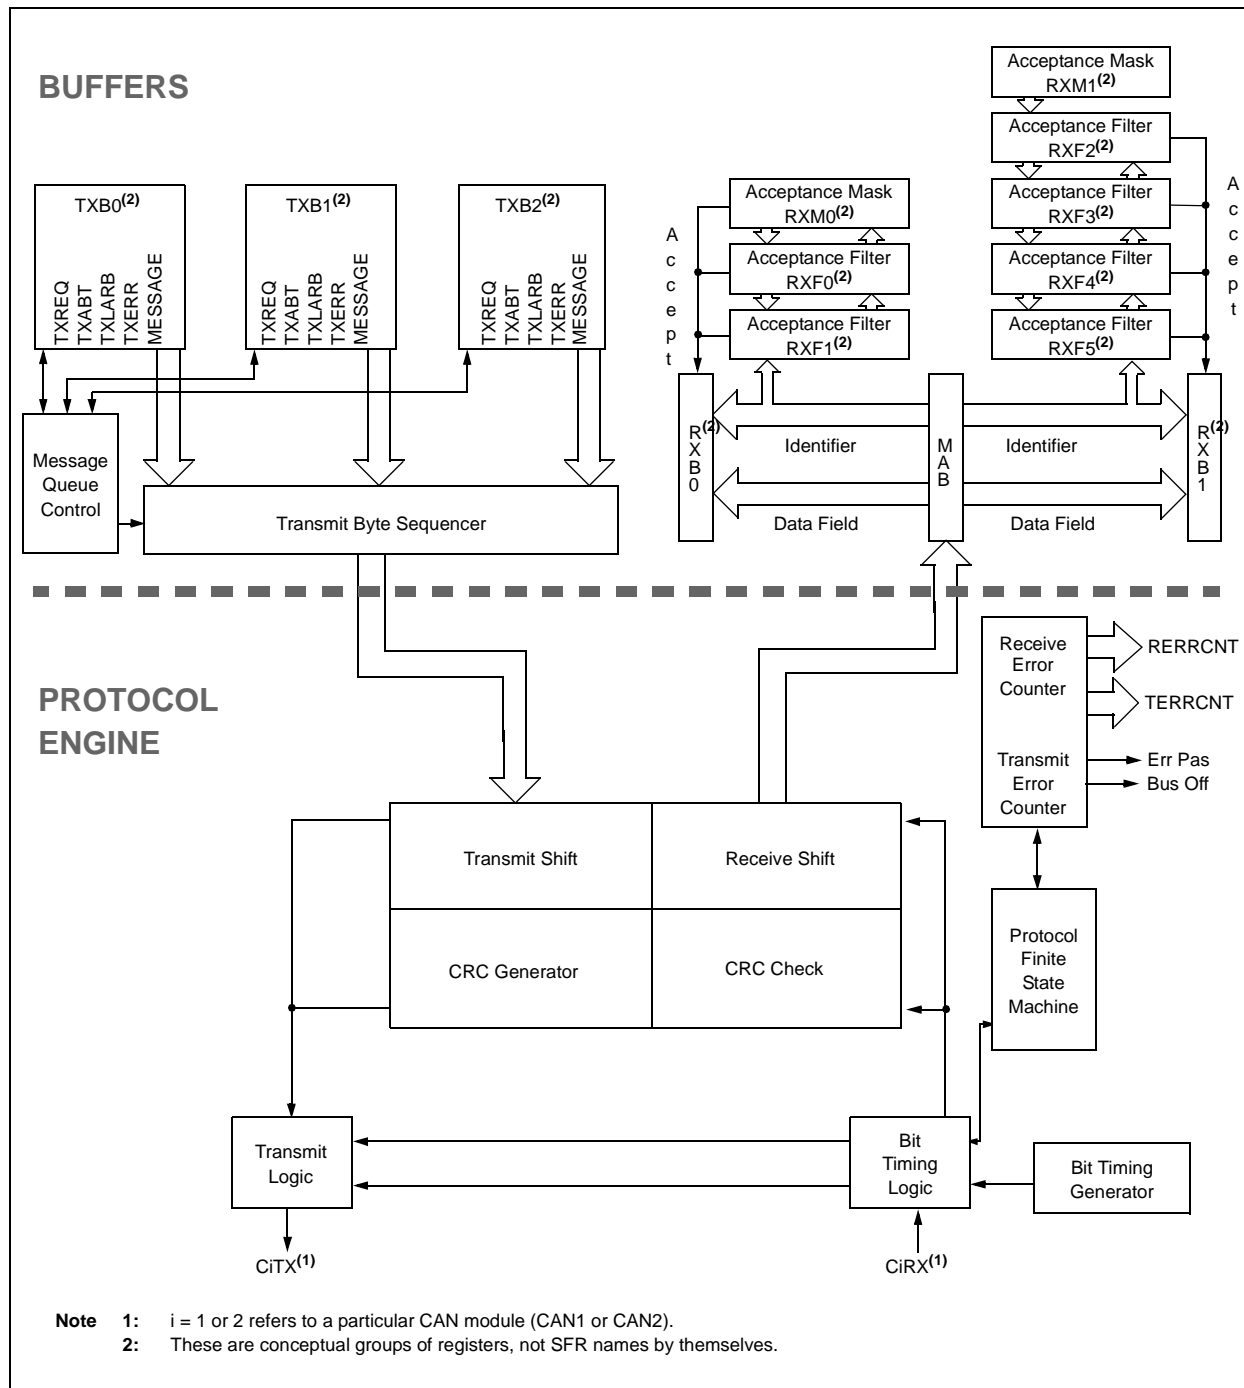 BUFFERS
Acceptance Mask
RXM1(2)
Acceptance Filter
RXF2(2)
Acceptance Filter
RXF3(2)
Acceptance Filter
RXF4(2)
Acceptance Filter
RXF5(2)
Accept
Acceptance Mask
RXM0(2)
Acceptance Filter
RXF0(2)
Acceptance Filter
RXF1(2)
Accept
TXB0(2)
TXREQ
TXABT
TXLARB
TXERR
MESSAGE
TXB1(2)
TXREQ
TXABT
TXLARB
TXERR
MESSAGE
TXB2(2)
TXREQ
TXABT
TXLARB
TXERR
MESSAGE
Message
Queue
Control
Transmit Byte Sequencer
RXB0(2)
Identifier
Data Field
MAB
Identifier
Data Field
RXB1(2)
PROTOCOL
ENGINE
Receive
Error
Counter
Transmit
Error
Counter
RERRCNT
TERRCNT
Err Pas
Bus Off
Transmit Shift
Receive Shift
CRC Generator
CRC Check
Protocol
Finite
State
Machine
Transmit
Logic
Bit
Timing
Logic
Bit Timing
Generator
CiTX(1)
CiRX(1)
Note 1: i = 1 or 2 refers to a particular CAN module (CAN1 or CAN2).
2: These are conceptual groups of registers, not SFR names by themselves.